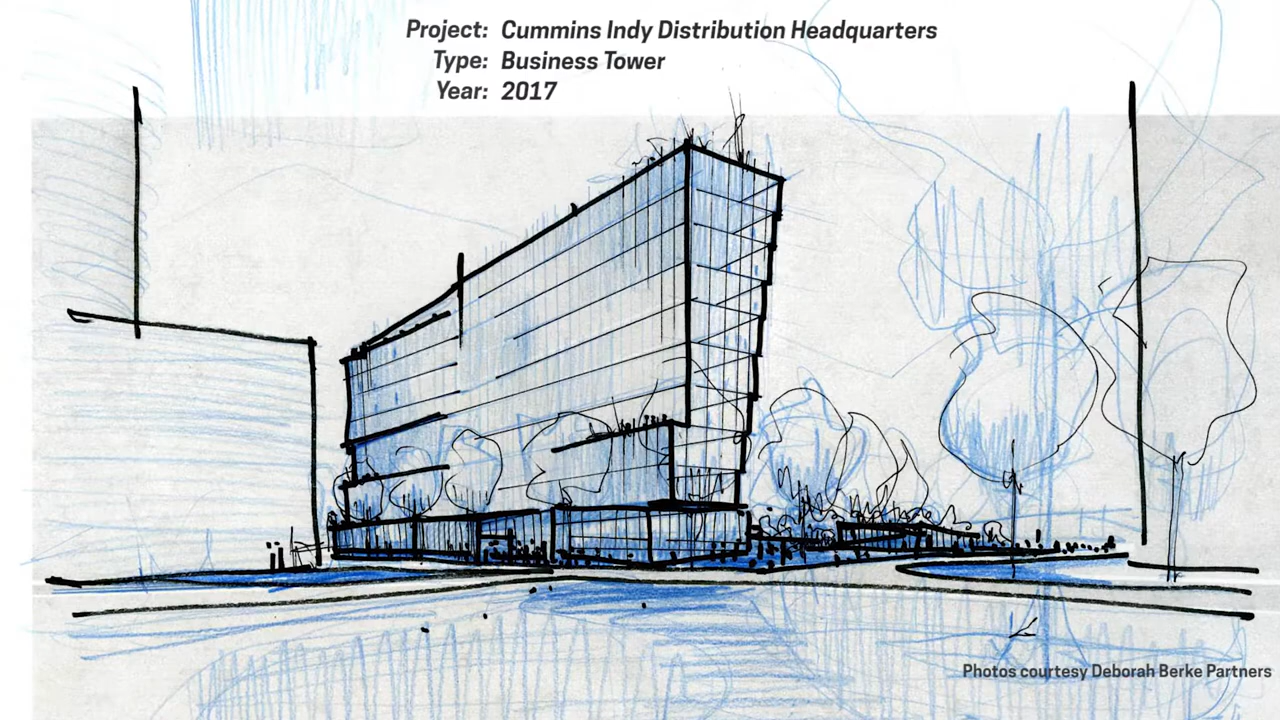 Project: Cummins Indy Distribution Headquarters
Type: Business Tower
Year: 2017
Photos courtesy Deborah Berke Partners